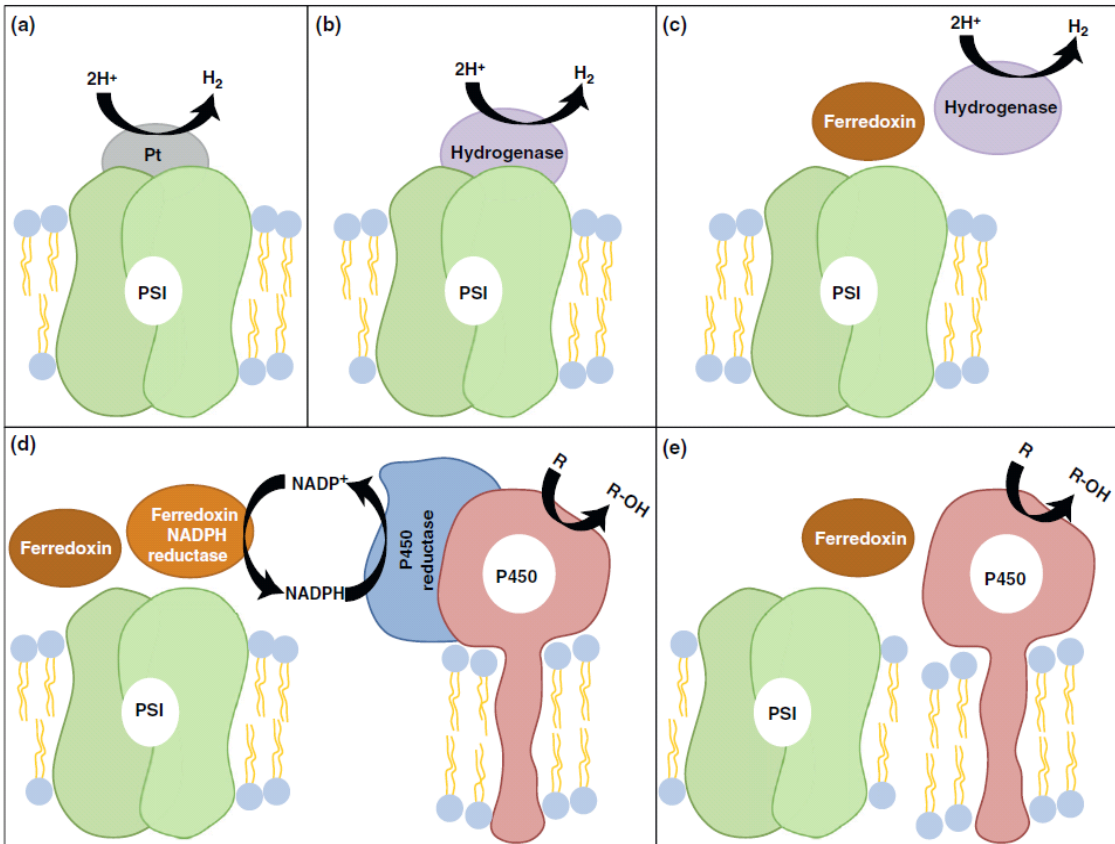 (a)
2H⁺
H₂
Pt
PSI
(b)
2H⁺
H₂
Hydrogenase
PSI
(c)
2H⁺
H₂
Ferredoxin
Hydrogenase
PSI
(d)
Ferredoxin
Ferredoxin
NADPH
reductase
NADP⁺
NADPH
P450
reductase
R
R-OH
P450
PSI
(e)
Ferredoxin
R
R-OH
P450
PSI